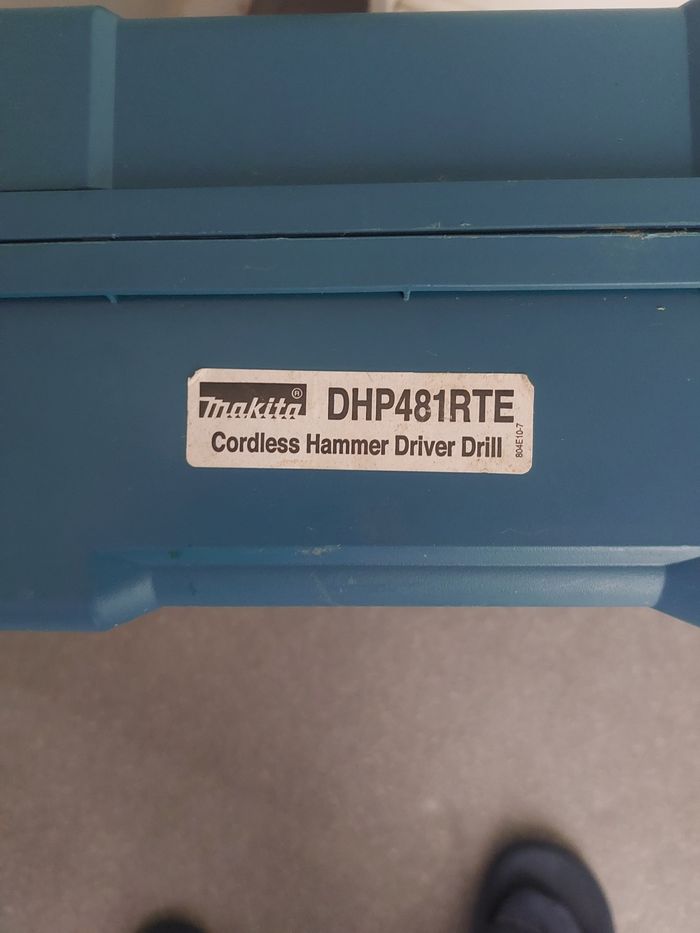 makita® DHP481RTE
Cordless Hammer Driver Drill
804E10-7